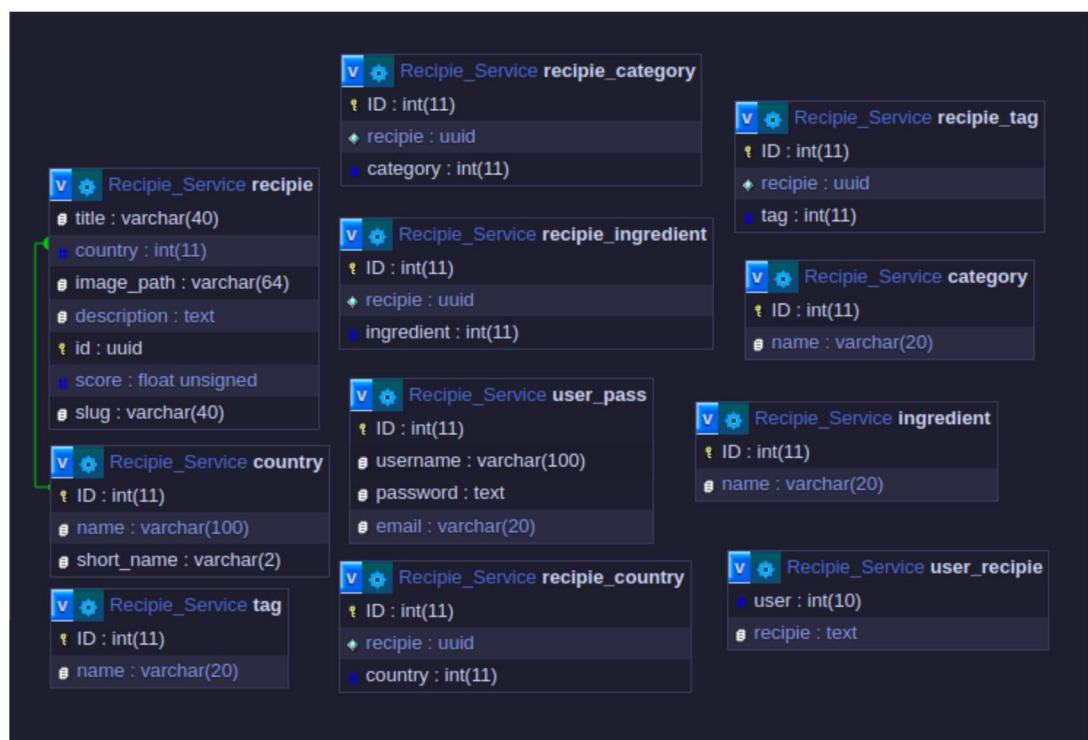 V Recipie_Service recipie
title : varchar(40)
country : int(11)
image_path : varchar(64)
description : text
id : uuid
score : float unsigned
slug : varchar(40)
V Recipie_Service country
ID : int(11)
name : varchar(100)
short_name : varchar(2)
V Recipie_Service tag
ID : int(11)
name : varchar(20)
V Recipie_Service recipie_category
ID : int(11)
recipie : uuid
# category : int(11)
V Recipie_Service recipie_ingredient
ID : int(11)
recipie : uuid
# ingredient : int(11)
V Recipie_Service user_pass
ID : int(11)
username : varchar(100)
password : text
email : varchar(20)
V Recipie_Service recipie_country
ID : int(11)
recipie : uuid
# country : int(11)
V Recipie_Service recipie_tag
ID : int(11)
recipie : uuid
tag : int(11)
V Recipie_Service category
ID : int(11)
name : varchar(20)
V Recipie_Service ingredient
ID : int(11)
name : varchar(20)
V Recipie_Service user_recipie
user : int(10)
recipie : text